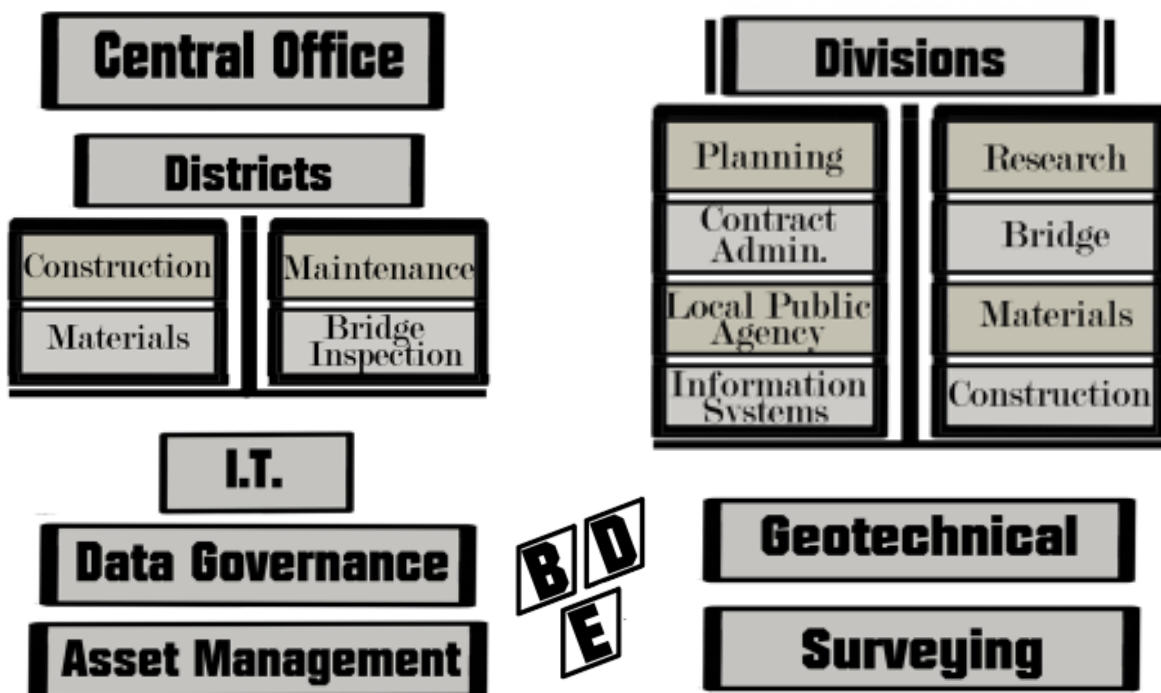 Central Office
Districts
Construction
Maintenance
Materials
Bridge
Inspection
I.T.
Data Governance
Asset Management
Divisions
Planning
Research
Contract
Admin.
Bridge
Local Public
Agency
Materials
Information
Systems
Construction
B D
E
Geotechnical
Surveying